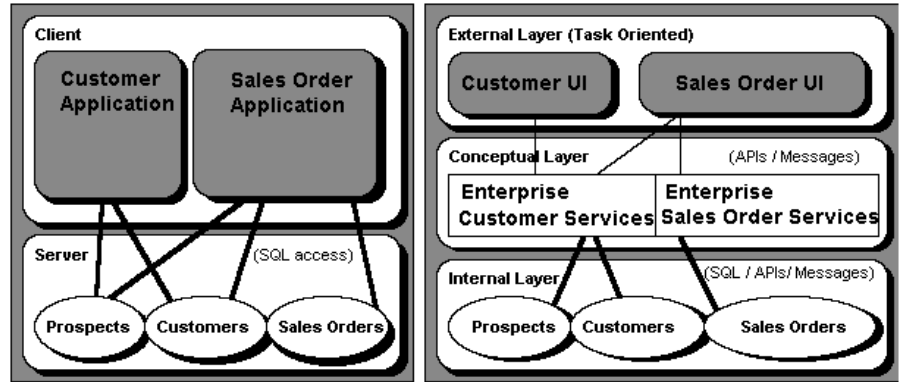 Client
Customer
Application
Sales Order
Application
Server
(SQL access)
Prospects
Customers
Sales Orders
External Layer (Task Oriented)
Customer UI
Sales Order UI
Conceptual Layer
(APIs / Messages)
Enterprise
Customer Services
Enterprise
Sales Order Services
Internal Layer
(SQL / APIs/ Messages)
Prospects
Customers
Sales Orders